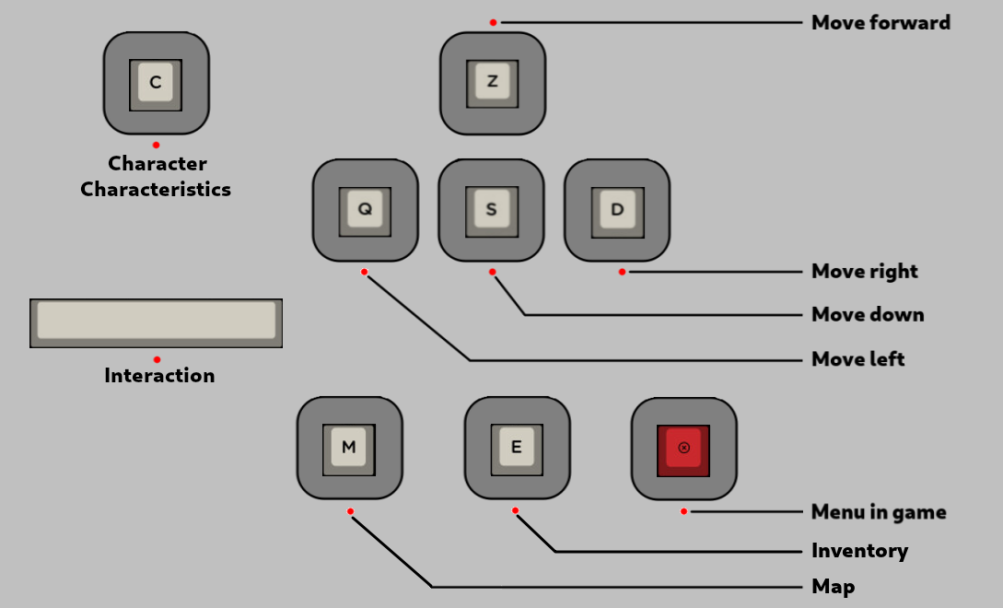 Move forward
C
Z
Character
Characteristics
Q
S
D
Move right
Move down
Move left
Interaction
M
E
Menu in game
Inventory
Map